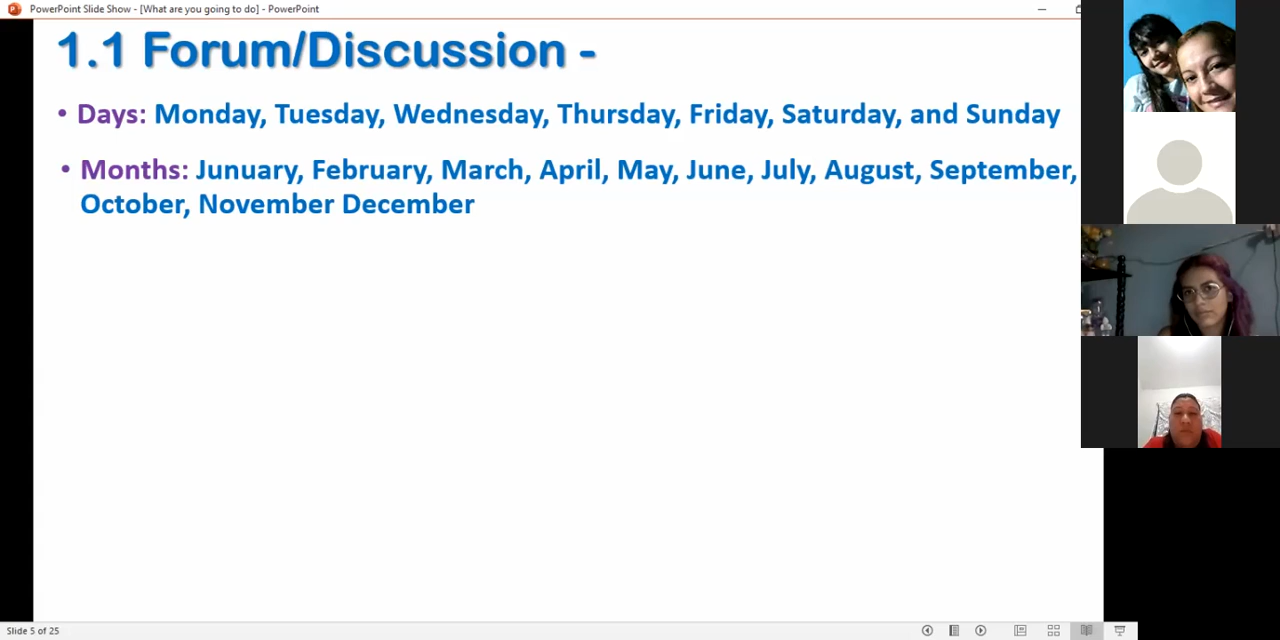 PowerPoint Slide Show - [What are you going to do] - PowerPoint
1.1 Forum/Discussion -
• Days: Monday, Tuesday, Wednesday, Thursday, Friday, Saturday, and Sunday
• Months: Junuary, February, March, April, May, June, July, August, September,
October, November December
Slide 5 of 25